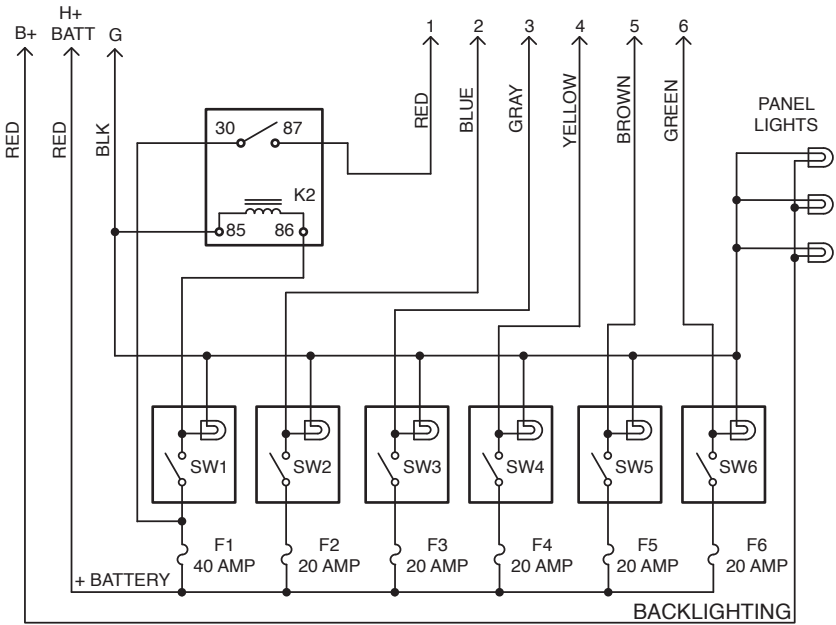 B+
H+
BATT
G
1
2
3
4
5
6
RED
RED
BLK
RED
BLUE
GRAY
YELLOW
BROWN
GREEN
PANEL
LIGHTS
30
87
K2
85
86
SW1
SW2
SW3
SW4
SW5
SW6
F1
40 AMP
F2
20 AMP
F3
20 AMP
F4
20 AMP
F5
20 AMP
F6
20 AMP
+ BATTERY
BACKLIGHTING